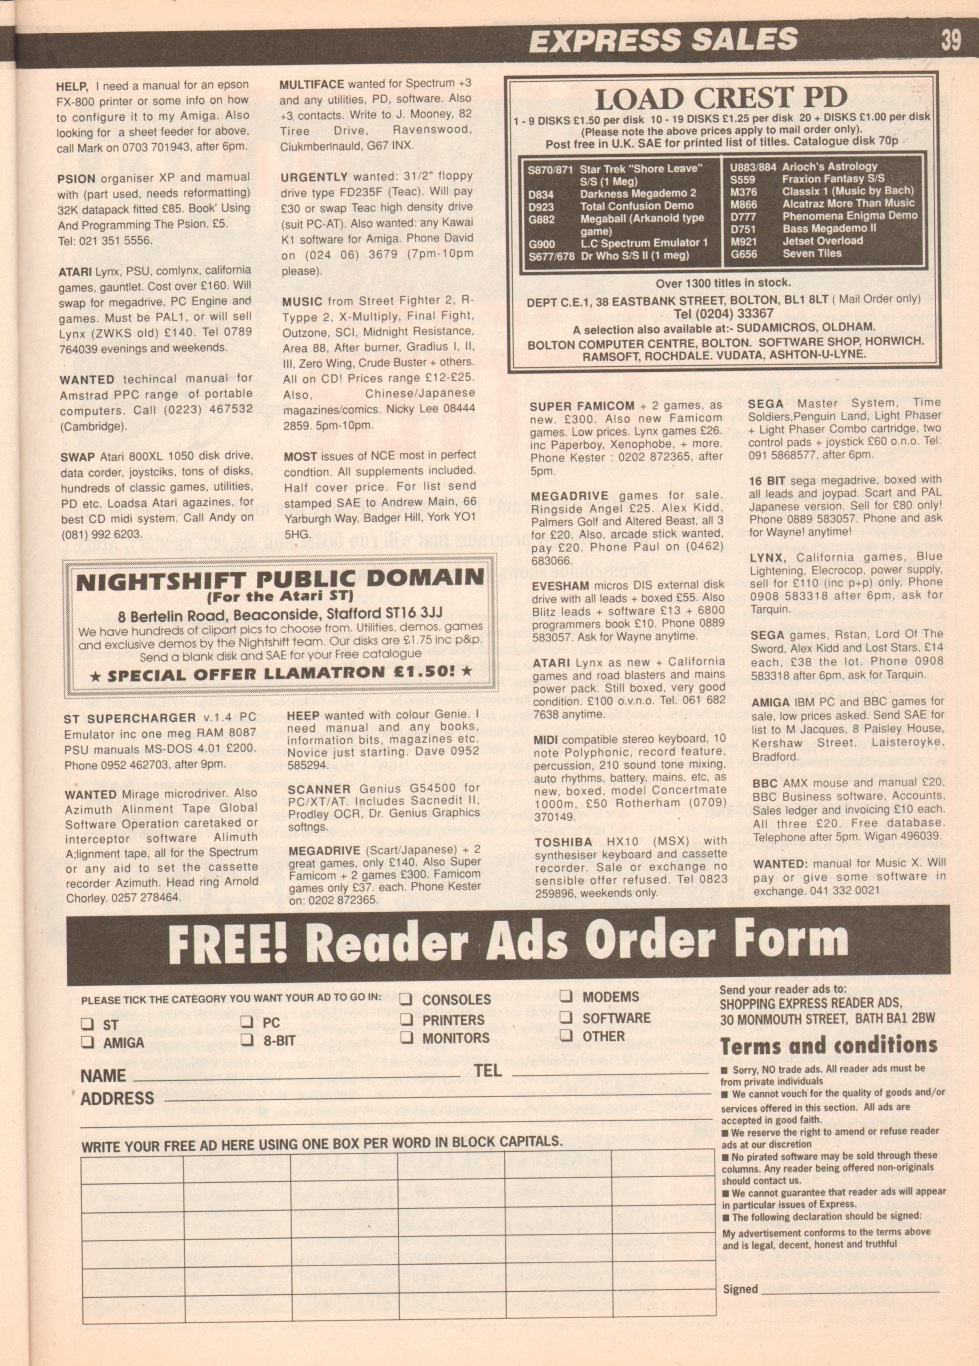 EXPRESS SALES
39
HELP, I need a manual for an epson
FX-800 printer or some info on how
to configure it to my Amiga. Also
looking for a sheet feeder for above,
call Mark on 0703 701943, after 6pm.
PSION organiser XP and mamual
with (part used, needs reformatting)
32K datapack fitted £85. Book' Using
And Programming The Psion. £5.
Tel: 021 351 5556.
ATARI Lynx, PSU, comlynx, california
games, gauntlet. Cost over £160. Will
swap for megadrive, PC Engine and
games. Must be PAL1, or will sell
Lynx (ZWKS old) £140. Tel 0789
764039 evenings and weekends.
WANTED techincal manual for
Amstrad PPC range of portable
computers. Call (0223) 467532
(Cambridge).
SWAP Atari 800XL 1050 disk drive,
data corder, joystciks, tons of disks,
hundreds of classic games, utilities,
PD etc. Loadsa Atari agazines, for
best CD midi system. Call Andy on
(081) 992 6203.
MULTIFACE wanted for Spectrum +3
and any utilities, PD, software. Also
+3 contacts. Write to J. Mooney, 82
Tiree Drive, Ravenswood,
Ciukmberlnauld, G67 INX.
URGENTLY wanted: 31/2" floppy
drive type FD235F (Teac). Will pay
£30 or swap Teac high density drive
(suit PC-AT). Also wanted: any Kawai
K1 software for Amiga. Phone David
on (024 06) 3679 (7pm-10pm
please).
MUSIC from Street Fighter 2, R-
Typpe 2, X-Multiply, Final Fight,
Outzone, SCI, Midnight Resistance,
Area 88, After burner, Gradius I, II,
III, Zero Wing, Crude Buster + others.
All on CD! Prices range £12-£25.
Also, Chinese/Japanese
magazines/comics. Nicky Lee 08444
2859. 5pm-10pm.
MOST issues of NCE most in perfect
condtion. All supplements included.
Half cover price. For list send
stamped SAE to Andrew Main, 66
Yarburgh Way, Badger Hill, York YO1
5HG.
LOAD CREST PD
1 - 9 DISKS £1.50 per disk 10 - 19 DISKS £1.25 per disk 20 + DISKS £1.00 per disk
(Please note the above prices apply to mail order only).
Post free in U.K. SAE for printed list of titles. Catalogue disk 70p
S870/871 Star Trek "Shore Leave"
S/S (1 Meg)
D834 Darkness Megademo 2
D923 Total Confusion Demo
G882 Megaball (Arkanoid type
game)
G900 L.C Spectrum Emulator 1
S677/678 Dr Who S/S II (1 meg)
U883/884 Arioch's Astrology
S559 Fraxion Fantasy S/S
M376 Classix 1 (Music by Bach)
M866 Alcatraz More Than Music
D777 Phenomena Enigma Demo
D751 Bass Megademo II
M921 Jetset Overload
G656 Seven Tiles
Over 1300 titles in stock.
DEPT C.E.1, 38 EASTBANK STREET, BOLTON, BL1 8LT ( Mail Order only)
Tel (0204) 33367
A selection also available at:- SUDAMICROS, OLDHAM.
BOLTON COMPUTER CENTRE, BOLTON. SOFTWARE SHOP, HORWICH.
RAMSOFT, ROCHDALE. VUDATA, ASHTON-U-LYNE.
NIGHTSHIFT PUBLIC DOMAIN
(For the Atari ST)
8 Bertelin Road, Beaconside, Stafford ST16 3JJ
We have hundreds of clipart pics to choose from. Utilities, demos, games
and exclusive demos by the Nightshift team. Our disks are £1.75 inc p&p.
Send a blank disk and SAE for your Free catalogue
★ SPECIAL OFFER LLAMATRON £1.50! ★
ST SUPERCHARGER v.1.4 PC
Emulator inc one meg RAM 8087
PSU manuals MS-DOS 4.01 £200.
Phone 0952 462703, after 9pm.
WANTED Mirage microdriver. Also
Azimuth Alinment Tape Global
Software Operation caretaked or
interceptor software Alimuth
A;lignment tape, all for the Spectrum
or any aid to set the cassette
recorder Azimuth. Head ring Arnold
Chorley. 0257 278464.
HEEP wanted with colour Genie. I
need manual and any books,
information bits, magazines etc.
Novice just starting. Dave 0952
585294.
SCANNER Genius G54500 for
PC/XT/AT. Includes Sacnedit II,
Prodley OCR, Dr. Genius Graphics
softngs.
MEGADRIVE (Scart/Japanese) + 2
great games, only £140. Also Super
Famicom + 2 games £300. Famicom
games only £37. each. Phone Kester
on: 0202 872365.
SUPER FAMICOM + 2 games, as
new. £300. Also new Famicom
games. Low prices. Lynx games £26.
inc Paperboy, Xenophobe, + more.
Phone Kester : 0202 872365, after
5pm.
MEGADRIVE games for sale.
Ringside Angel £25. Alex Kidd,
Palmers Golf and Altered Beast, all 3
for £20. Also, arcade stick wanted,
pay £20. Phone Paul on (0462)
683066.
EVESHAM micros DIS external disk
drive with all leads + boxed £55. Also
Blitz leads + software £13 + 6800
programmers book £10. Phone 0889
583057. Ask for Wayne anytime.
ATARI Lynx as new + California
games and road blasters and mains
power pack. Still boxed, very good
condition. £100 o.v.n.o. Tel. 061 682
7638 anytime.
MIDI compatible stereo keyboard, 10
note Polyphonic, record feature,
percussion, 210 sound tone mixing,
auto rhythms, battery, mains, etc, as
new, boxed, model Concertmate
1000m, £50 Rotherham (0709)
370149.
TOSHIBA HX10 (MSX) with
synthesiser keyboard and cassette
recorder. Sale or exchange no
sensible offer refused. Tel 0823
259896, weekends only.
SEGA Master System, Time
Soldiers,Penguin Land, Light Phaser
+ Light Phaser Combo cartridge, two
control pads + joystick £60 o.n.o. Tel:
091 5868577, after 6pm.
16 BIT sega megadrive, boxed with
all leads and joypad. Scart and PAL
Japanese version. Sell for £80 only!
Phone 0889 583057. Phone and ask
for Wayne! anytime!
LYNX, California games, Blue
Lightening, Elecrocop, power supply,
sell for £110 (inc p+p) only. Phone
0908 583318 after 6pm, ask for
Tarquin.
SEGA games, Rstan, Lord Of The
Sword, Alex Kidd and Lost Stars, £14
each, £38 the lot. Phone 0908
583318 after 6pm, ask for Tarquin.
AMIGA IBM PC and BBC games for
sale, low prices asked. Send SAE for
list to M Jacques, 8 Paisley House,
Kershaw Street, Laisteroyke,
Bradford.
BBC AMX mouse and manual £20,
BBC Business software, Accounts,
Sales ledger and invoicing £10 each.
All three £20. Free database.
Telephone after 5pm. Wigan 496039.
WANTED: manual for Music X. Will
pay or give some software in
exchange. 041 332 0021
FREE! Reader Ads Order Form
PLEASE TICK THE CATEGORY YOU WANT YOUR AD TO GO IN:
❏ ST
❏ AMIGA
❏ PC
❏ 8-BIT
❏ CONSOLES
❏ PRINTERS
❏ MONITORS
❏ MODEMS
❏ SOFTWARE
❏ OTHER
NAME
TEL
ADDRESS
WRITE YOUR FREE AD HERE USING ONE BOX PER WORD IN BLOCK CAPITALS.
Send your reader ads to:
SHOPPING EXPRESS READER ADS,
30 MONMOUTH STREET, BATH BA1 2BW
Terms and conditions
■ Sorry, NO trade ads. All reader ads must be
from private individuals
■ We cannot vouch for the quality of goods and/or
services offered in this section. All ads are
accepted in good faith.
■ We reserve the right to amend or refuse reader
ads at our discretion
■ No pirated software may be sold through these
columns. Any reader being offered non-originals
should contact us.
■ We cannot guarantee that reader ads will appear
in particular issues of Express.
■ The following declaration should be signed:
My advertisement conforms to the terms above
and is legal, decent, honest and truthful
Signed